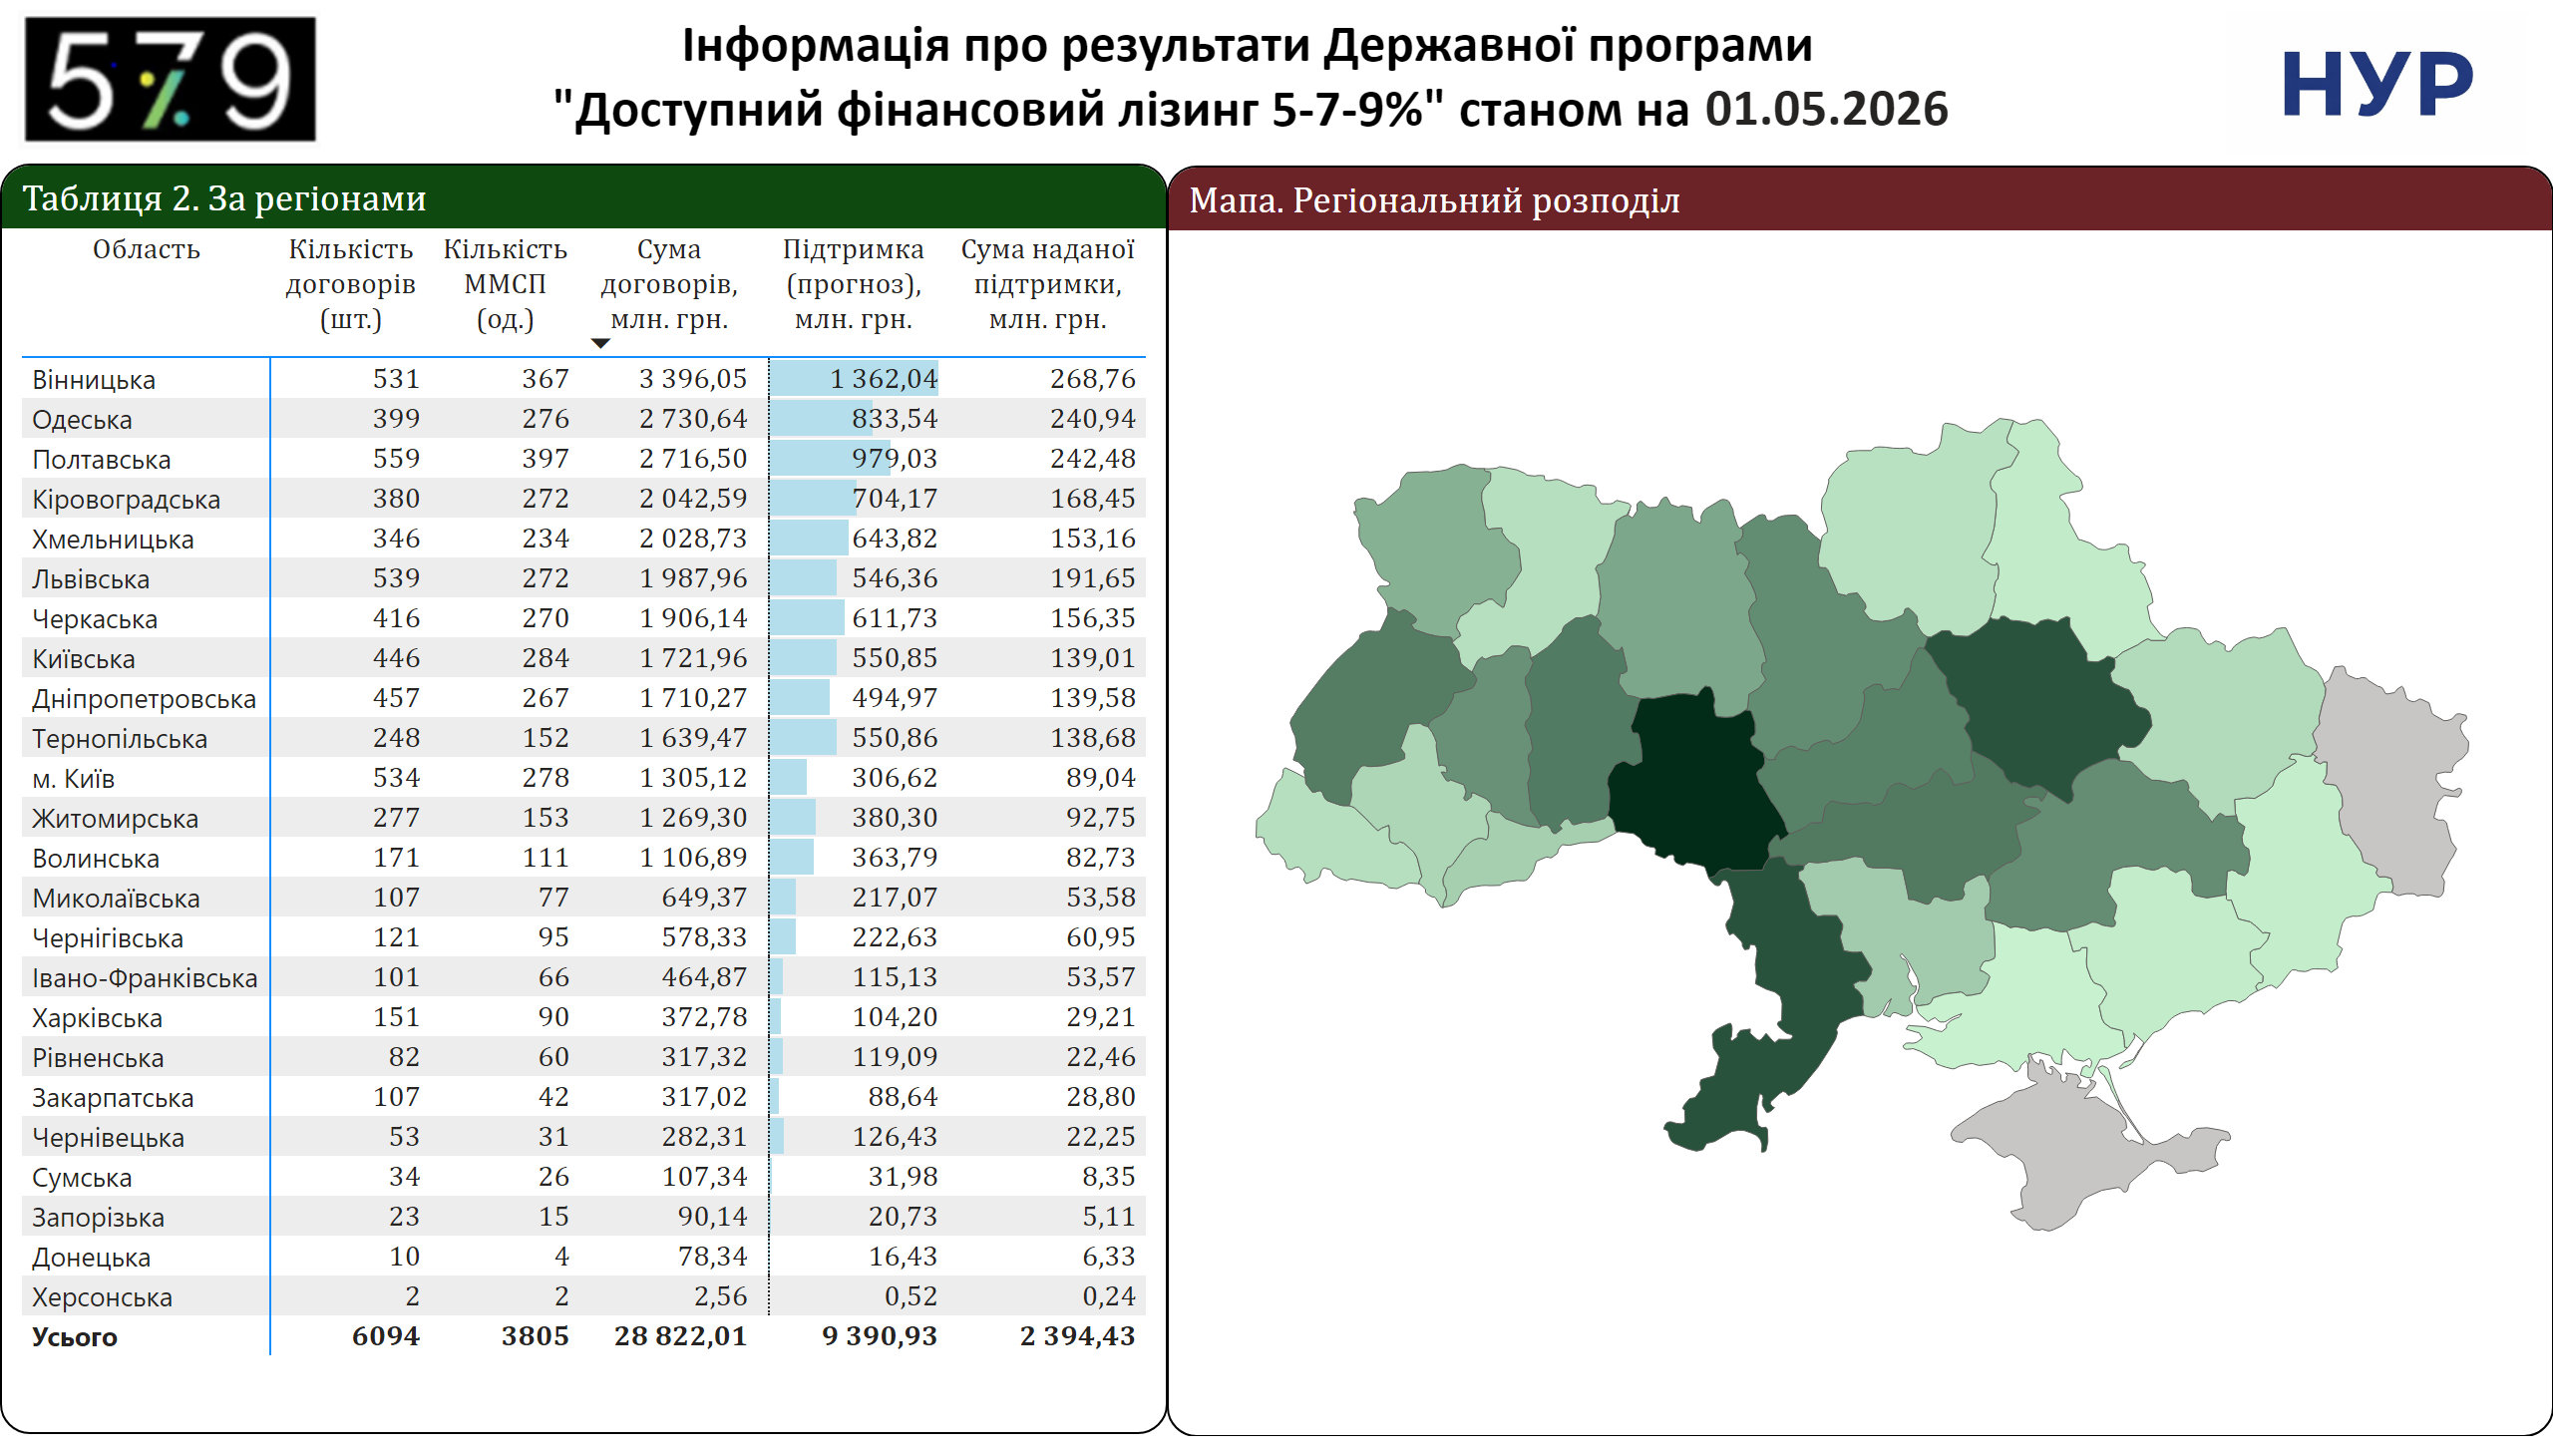 579
Інформація про результати Державної програми
"Доступний фінансовий лізинг 5-7-9%" станом на 01.05.2026
НУР
Таблиця 2. За регіонами
Область Кількість договорів (шт.) Кількість ММСП (од.) Сума договорів, млн. грн. Підтримка (прогноз), млн. грн. Сума наданої підтримки, млн. грн.
Вінницька 531 367 3 396,05 1 362,04 268,76
Одеська 399 276 2 730,64 833,54 240,94
Полтавська 559 397 2 716,50 979,03 242,48
Кіровоградська 380 272 2 042,59 704,17 168,45
Хмельницька 346 234 2 028,73 643,82 153,16
Львівська 539 272 1 987,96 546,36 191,65
Черкаська 416 270 1 906,14 611,73 156,35
Київська 446 284 1 721,96 550,85 139,01
Дніпропетровська 457 267 1 710,27 494,97 139,58
Тернопільська 248 152 1 639,47 550,86 138,68
м. Київ 534 278 1 305,12 306,62 89,04
Житомирська 277 153 1 269,30 380,30 92,75
Волинська 171 111 1 106,89 363,79 82,73
Миколаївська 107 77 649,37 217,07 53,58
Чернігівська 121 95 578,33 222,63 60,95
Івано-Франківська 101 66 464,87 115,13 53,57
Харківська 151 90 372,78 104,20 29,21
Рівненська 82 60 317,32 119,09 22,46
Закарпатська 107 42 317,02 88,64 28,80
Чернівецька 53 31 282,31 126,43 22,25
Сумська 34 26 107,34 31,98 8,35
Запорізька 23 15 90,14 20,73 5,11
Донецька 10 4 78,34 16,43 6,33
Херсонська 2 2 2,56 0,52 0,24
Усього 6094 3805 28 822,01 9 390,93 2 394,43
Мапа. Регіональний розподіл